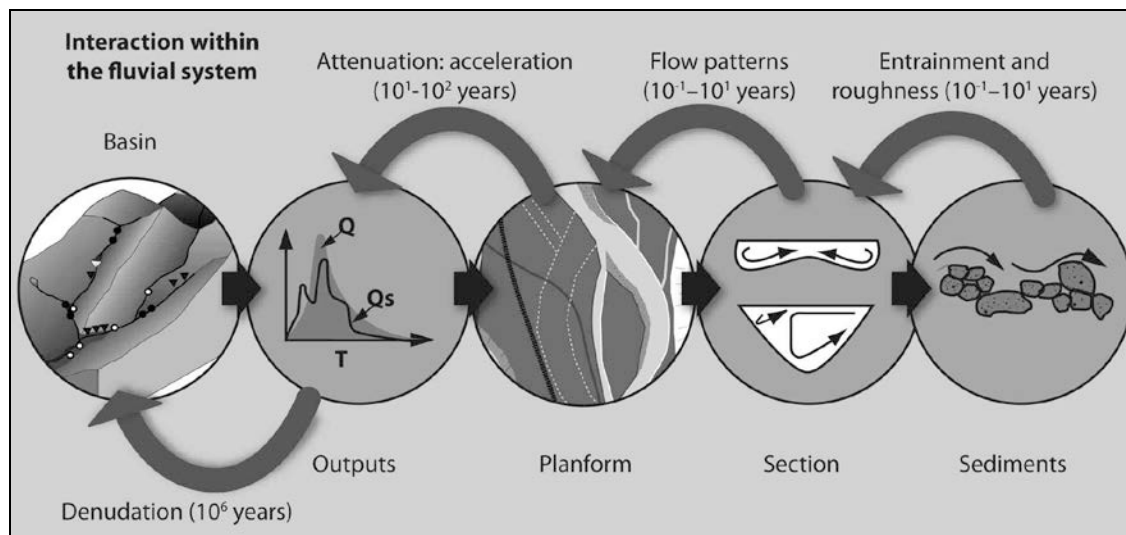 Interaction within
the fluvial system
Attenuation: acceleration
(10¹-10² years)
Flow patterns
(10⁻¹–10¹ years)
Entrainment and
roughness (10⁻¹–10¹ years)
Basin
Q
Qs
T
Outputs
Planform
Section
Sediments
Denudation (10⁶ years)